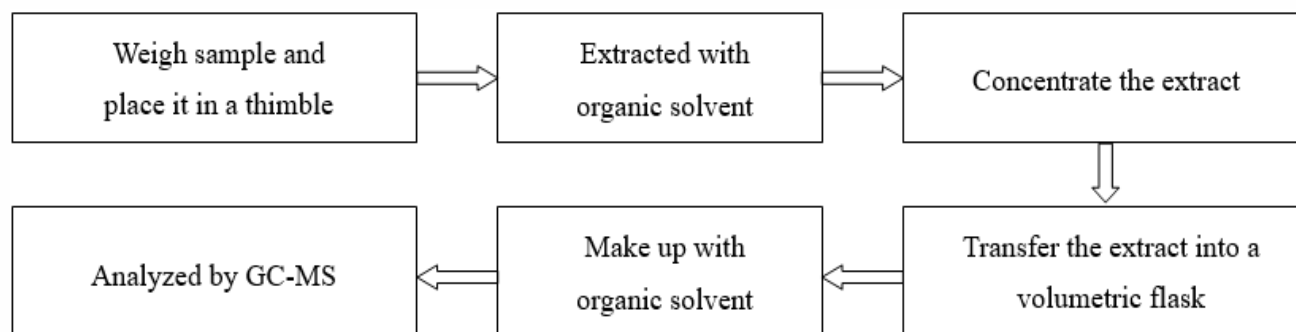 Weigh sample and
place it in a thimble
Extracted with
organic solvent
Concentrate the extract
Transfer the extract into a
volumetric flask
Make up with
organic solvent
Analyzed by GC-MS